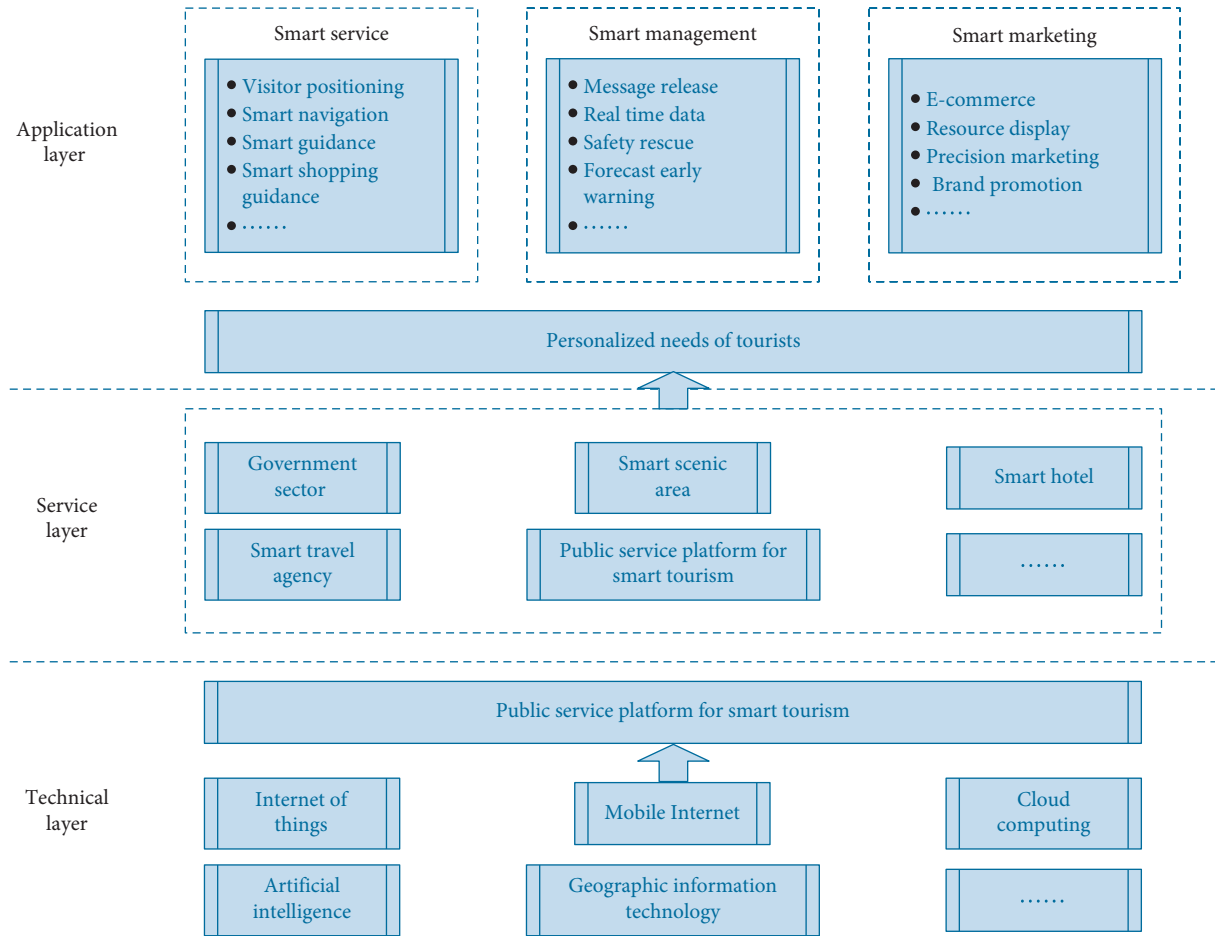 Application
layer
Smart service
● Visitor positioning
● Smart navigation
● Smart guidance
● Smart shopping
guidance
● ......
Smart management
● Message release
● Real time data
● Safety rescue
● Forecast early
warning
● ......
Smart marketing
● E-commerce
● Resource display
● Precision marketing
● Brand promotion
● ......
Personalized needs of tourists
Service
layer
Government
sector
Smart scenic
area
Smart hotel
Smart travel
agency
Public service platform for
smart tourism
......
Technical
layer
Public service platform for smart tourism
Internet of
things
Mobile Internet
Cloud
computing
Artificial
intelligence
Geographic information
technology
......